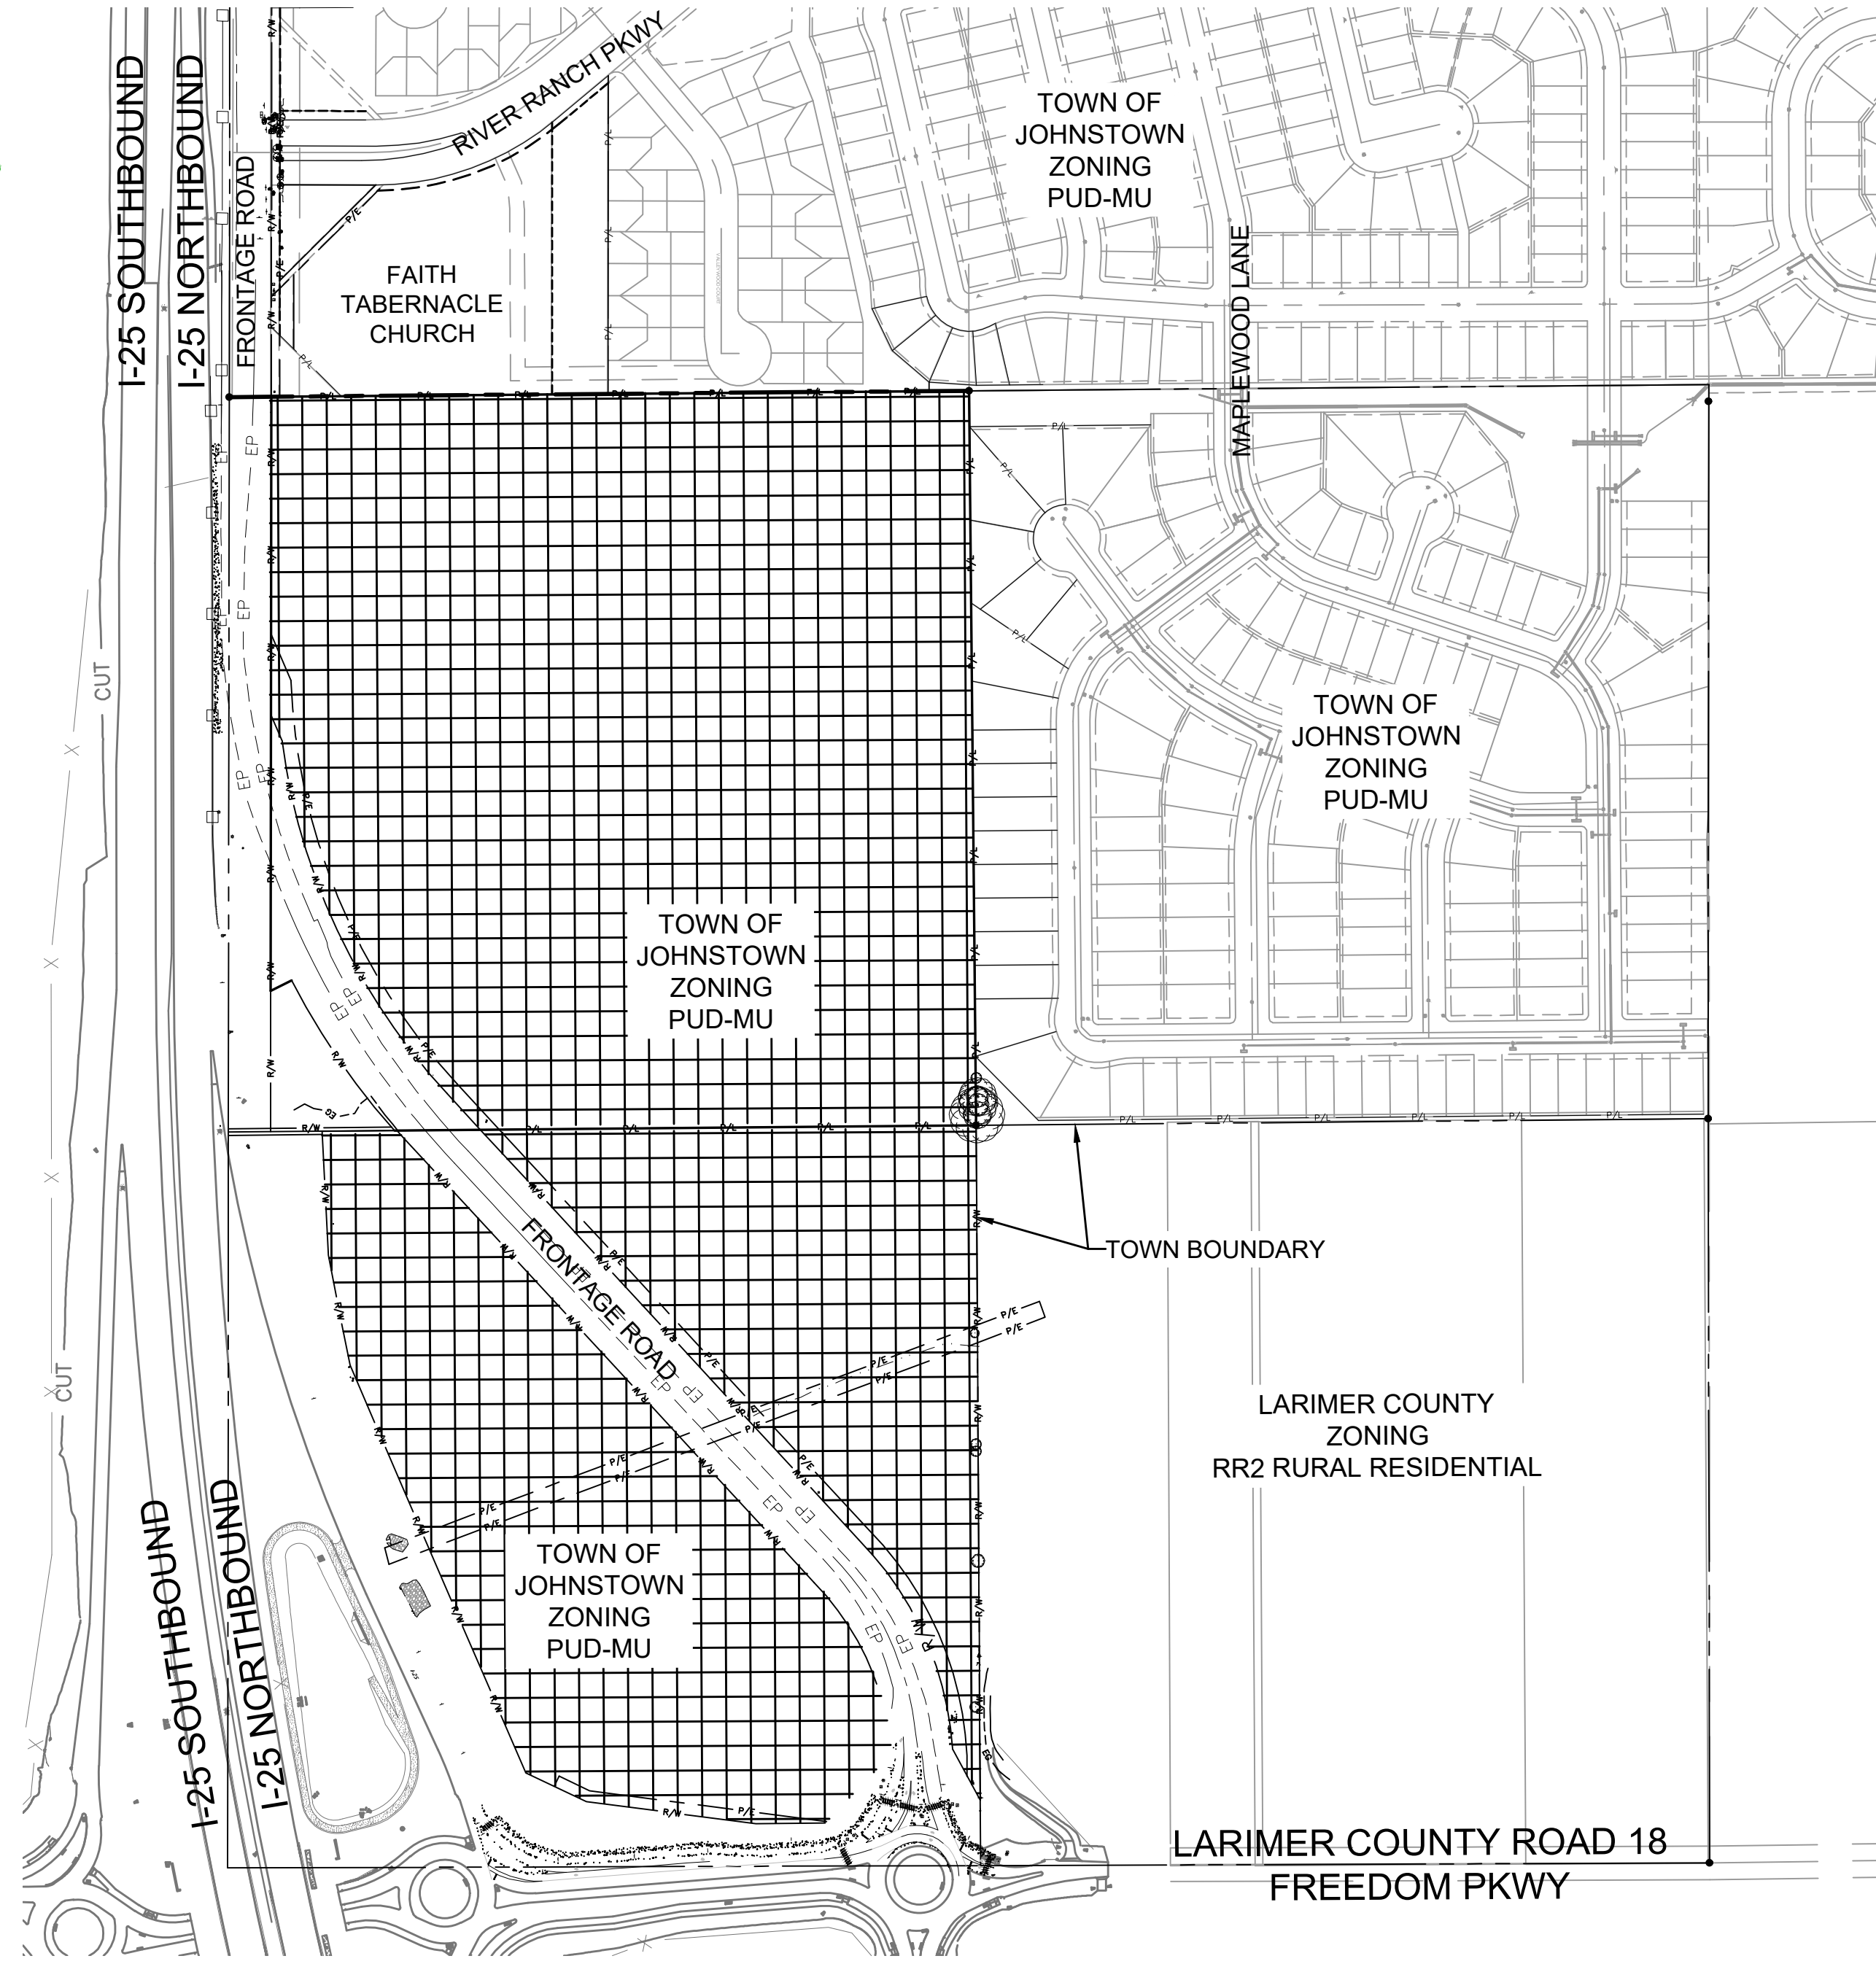 I-25 SOUTHBOUND
I-25 NORTHBOUND
FRONTAGE ROAD
RIVER RANCH PKWY
TOWN OF
JOHNSTOWN
ZONING
PUD-MU
MAPLEWOOD LANE
FAITH
TABERNACLE
CHURCH
TOWN OF
JOHNSTOWN
ZONING
PUD-MU
CUT
TOWN OF
JOHNSTOWN
ZONING
PUD-MU
TOWN BOUNDARY
FRONTAGE ROAD
CUT
LARIMER COUNTY
ZONING
RR2 RURAL RESIDENTIAL
I-25 SOUTHBOUND
I-25 NORTHBOUND
TOWN OF
JOHNSTOWN
ZONING
PUD-MU
LARIMER COUNTY ROAD 18
FREEDOM PKWY
R/W
P/E
P/L
EP
EG